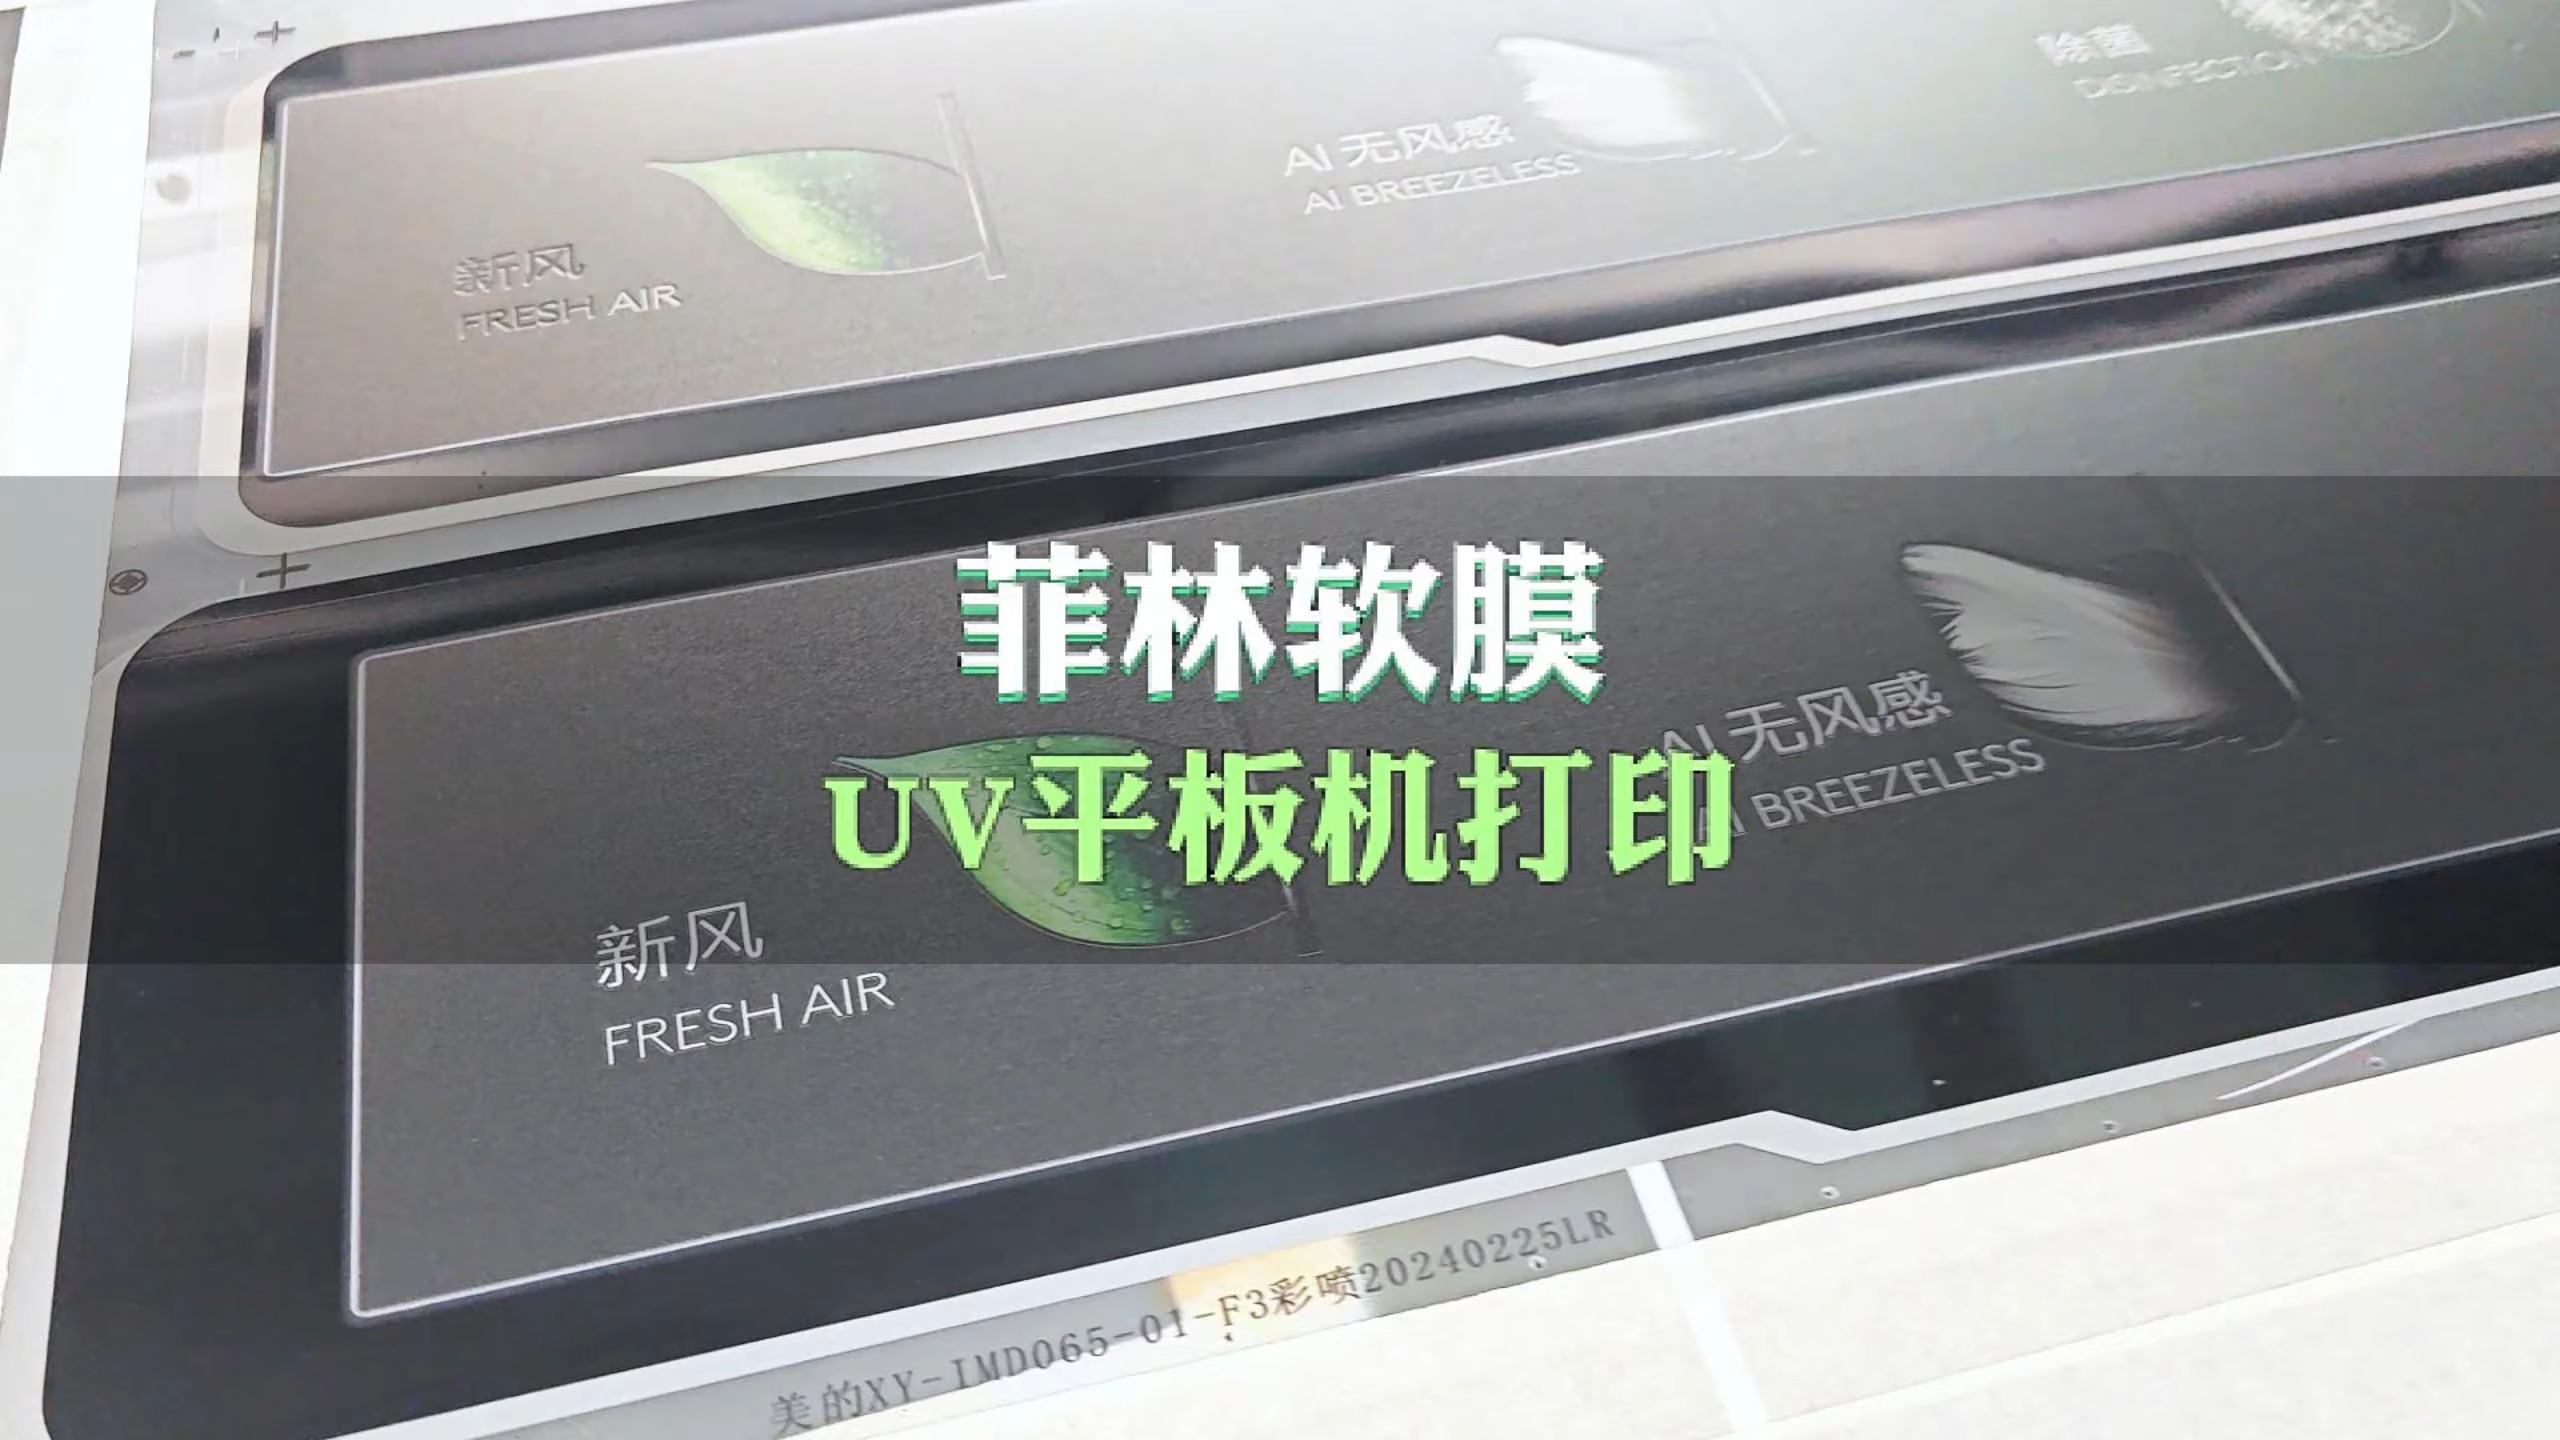 除菌
DISINFECTION
AI 无风感
AI BREEZELESS
新风
FRESH AIR
菲林软膜
UV平板机打印
AI 无风感
AI BREEZELESS
新风
FRESH AIR
美的XY-IMD065-01-F3彩喷20240225LR